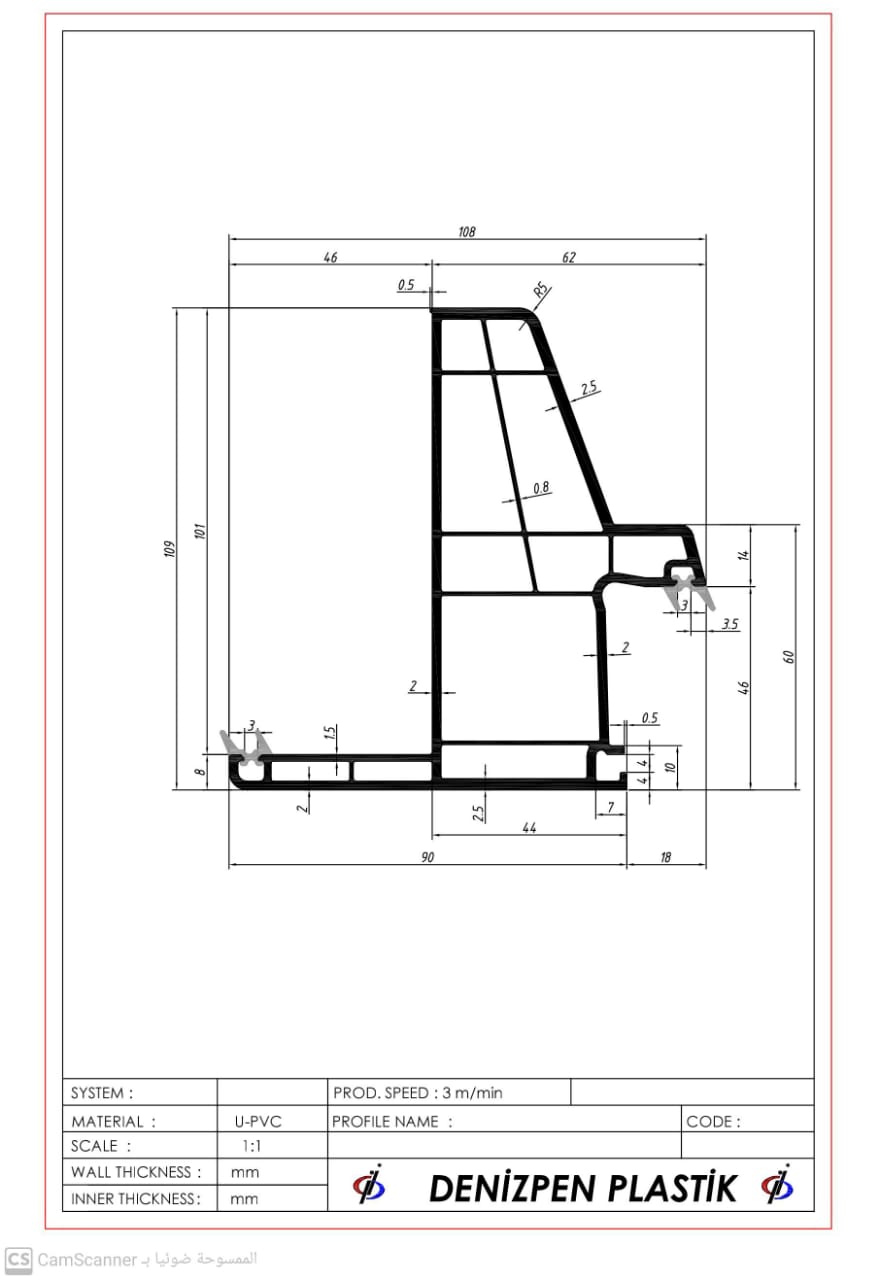 108
46
62
0.5
R5
2.5
0.8
109
101
14
3
3.5
2
60
46
2
0.5
3
1.5
8
4
4
10
2
2.5
7
44
90
18
SYSTEM :
PROD. SPEED : 3 m/min
MATERIAL :
U-PVC
PROFILE NAME :
CODE :
SCALE :
1:1
WALL THICKNESS :
mm
INNER THICKNESS:
mm
DENİZPEN PLASTİK
CS CamScanner الممسوحة ضوئيا بـ